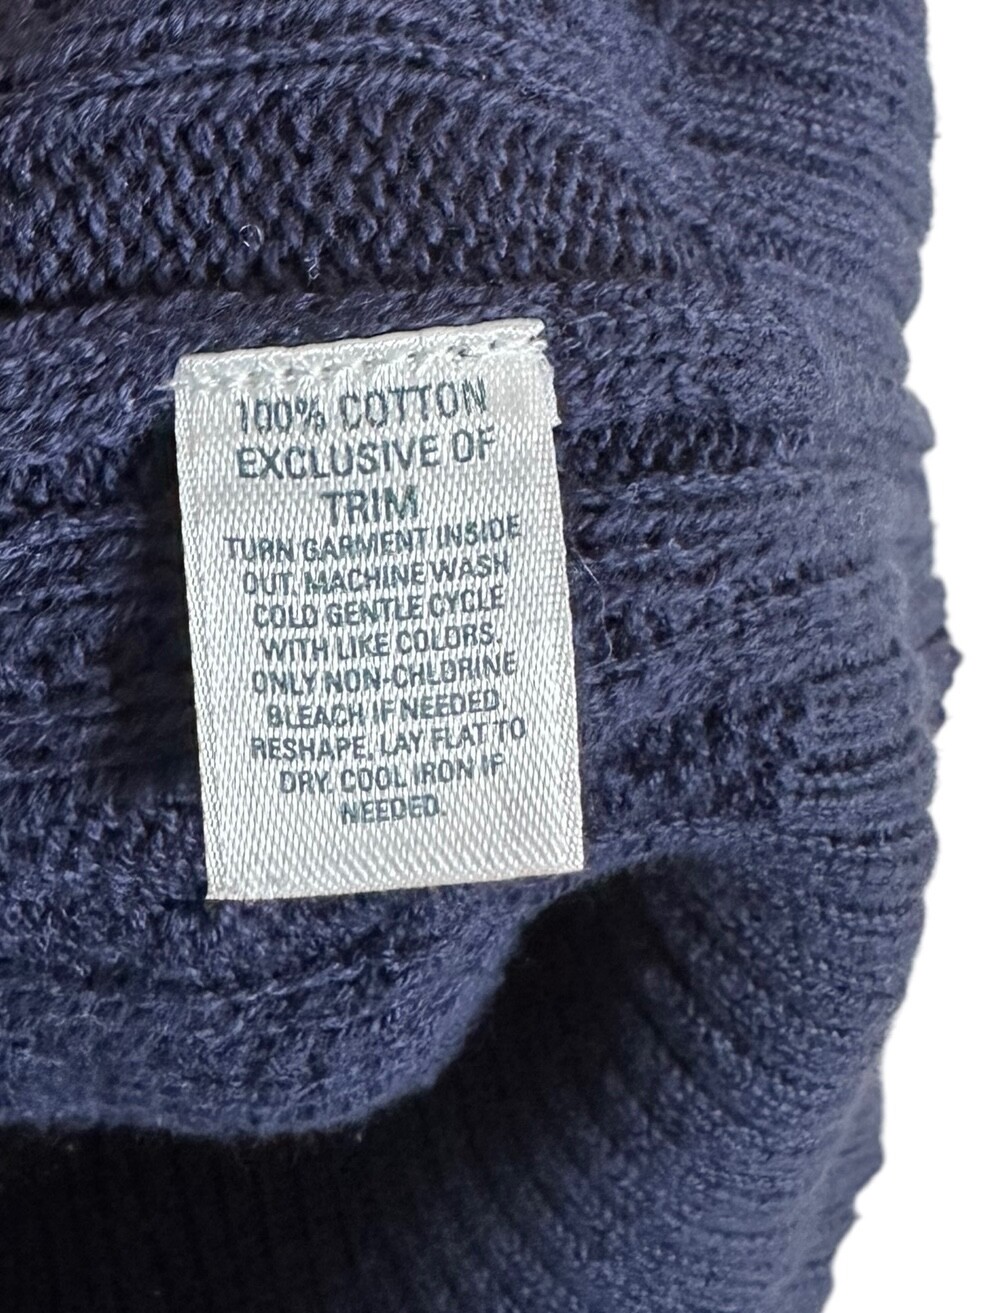 100% COTTON
EXCLUSIVE OF
TRIM
TURN GARMENT INSIDE
OUT. MACHINE WASH
COLD GENTLE CYCLE
WITH LIKE COLORS.
ONLY NON-CHLORINE
BLEACH IF NEEDED.
RESHAPE, LAY FLAT TO
DRY. COOL IRON IF
NEEDED.